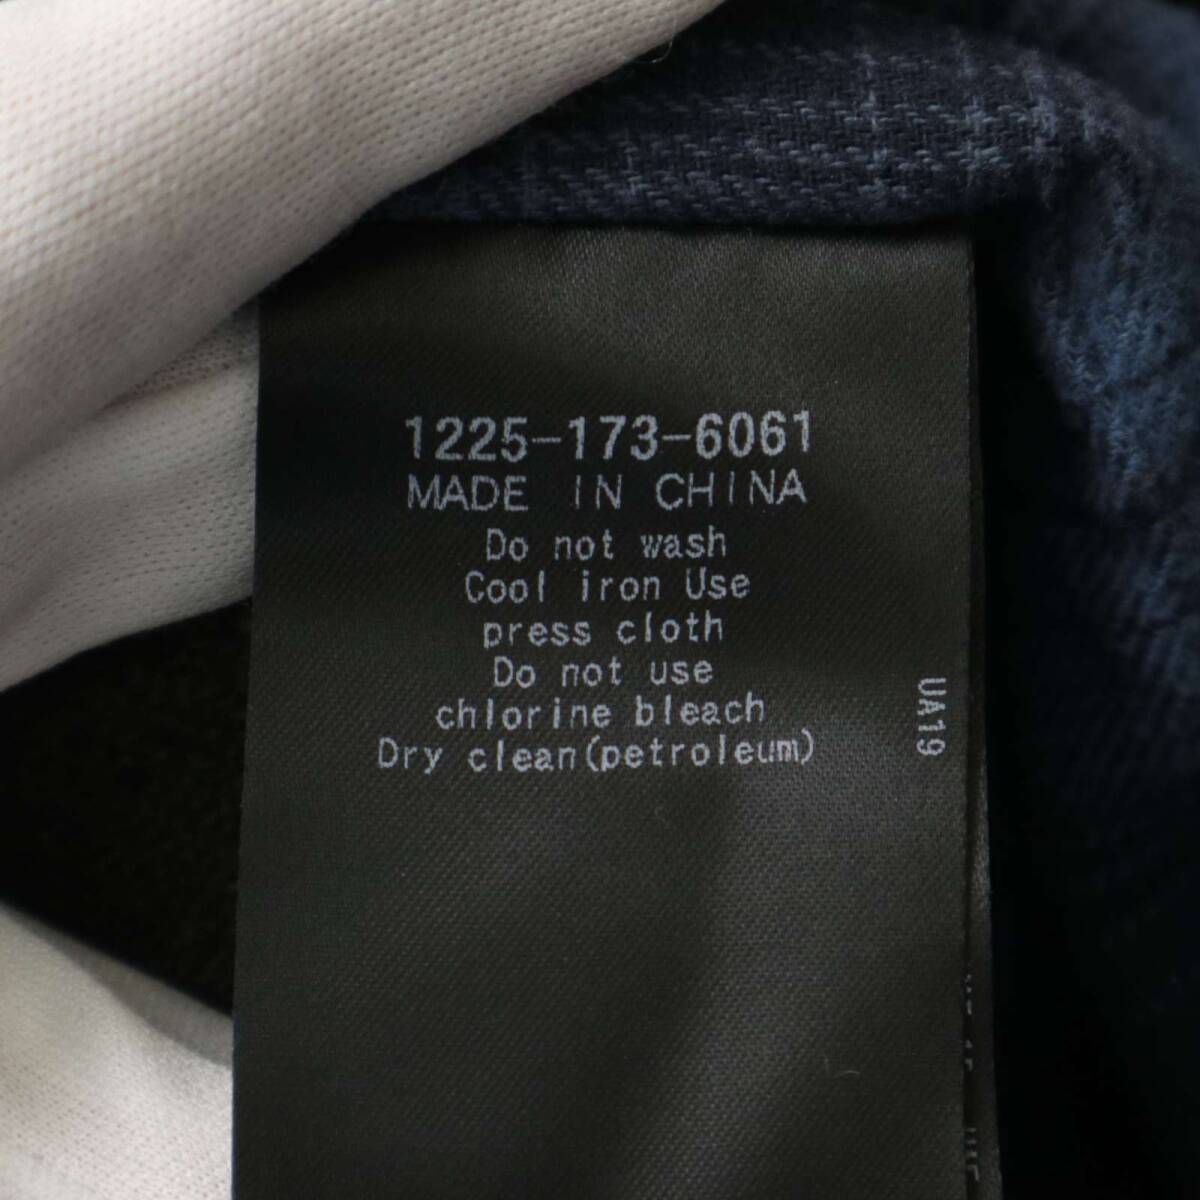 1225-173-6061
MADE IN CHINA
Do not wash
Cool iron Use
press cloth
Do not use
chlorine bleach
Dry clean(petroleum)
UA19